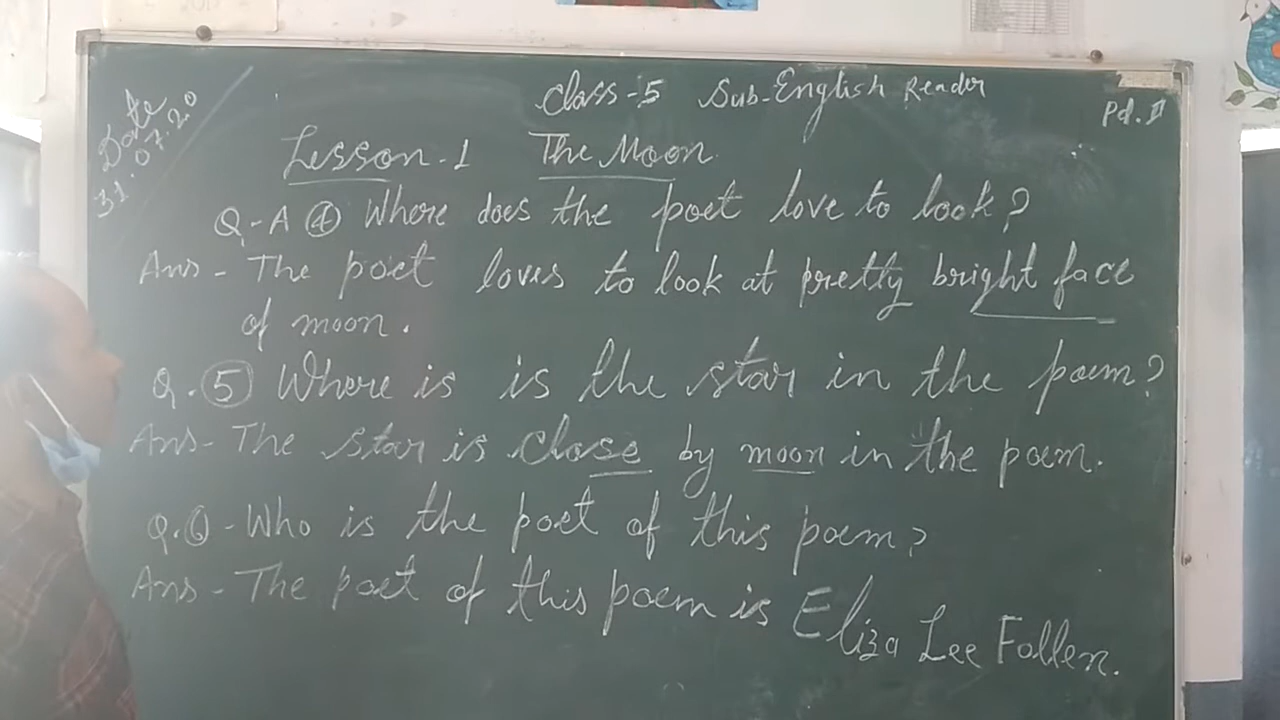 Date
31.07.20
Class-5 Sub-English Reader
Pd. I
Lesson-1 The Moon.
Q-A ④ Where does the poet love to look?
Ans - The poet loves to look at pretty bright face
of moon.
Q. ⑤ Where is is the star in the poem?
Ans- The star is close by moon in the poem.
Q.⑥ - Who is the poet of this poem?
Ans - The poet of this poem is Eliza Lee Follen.